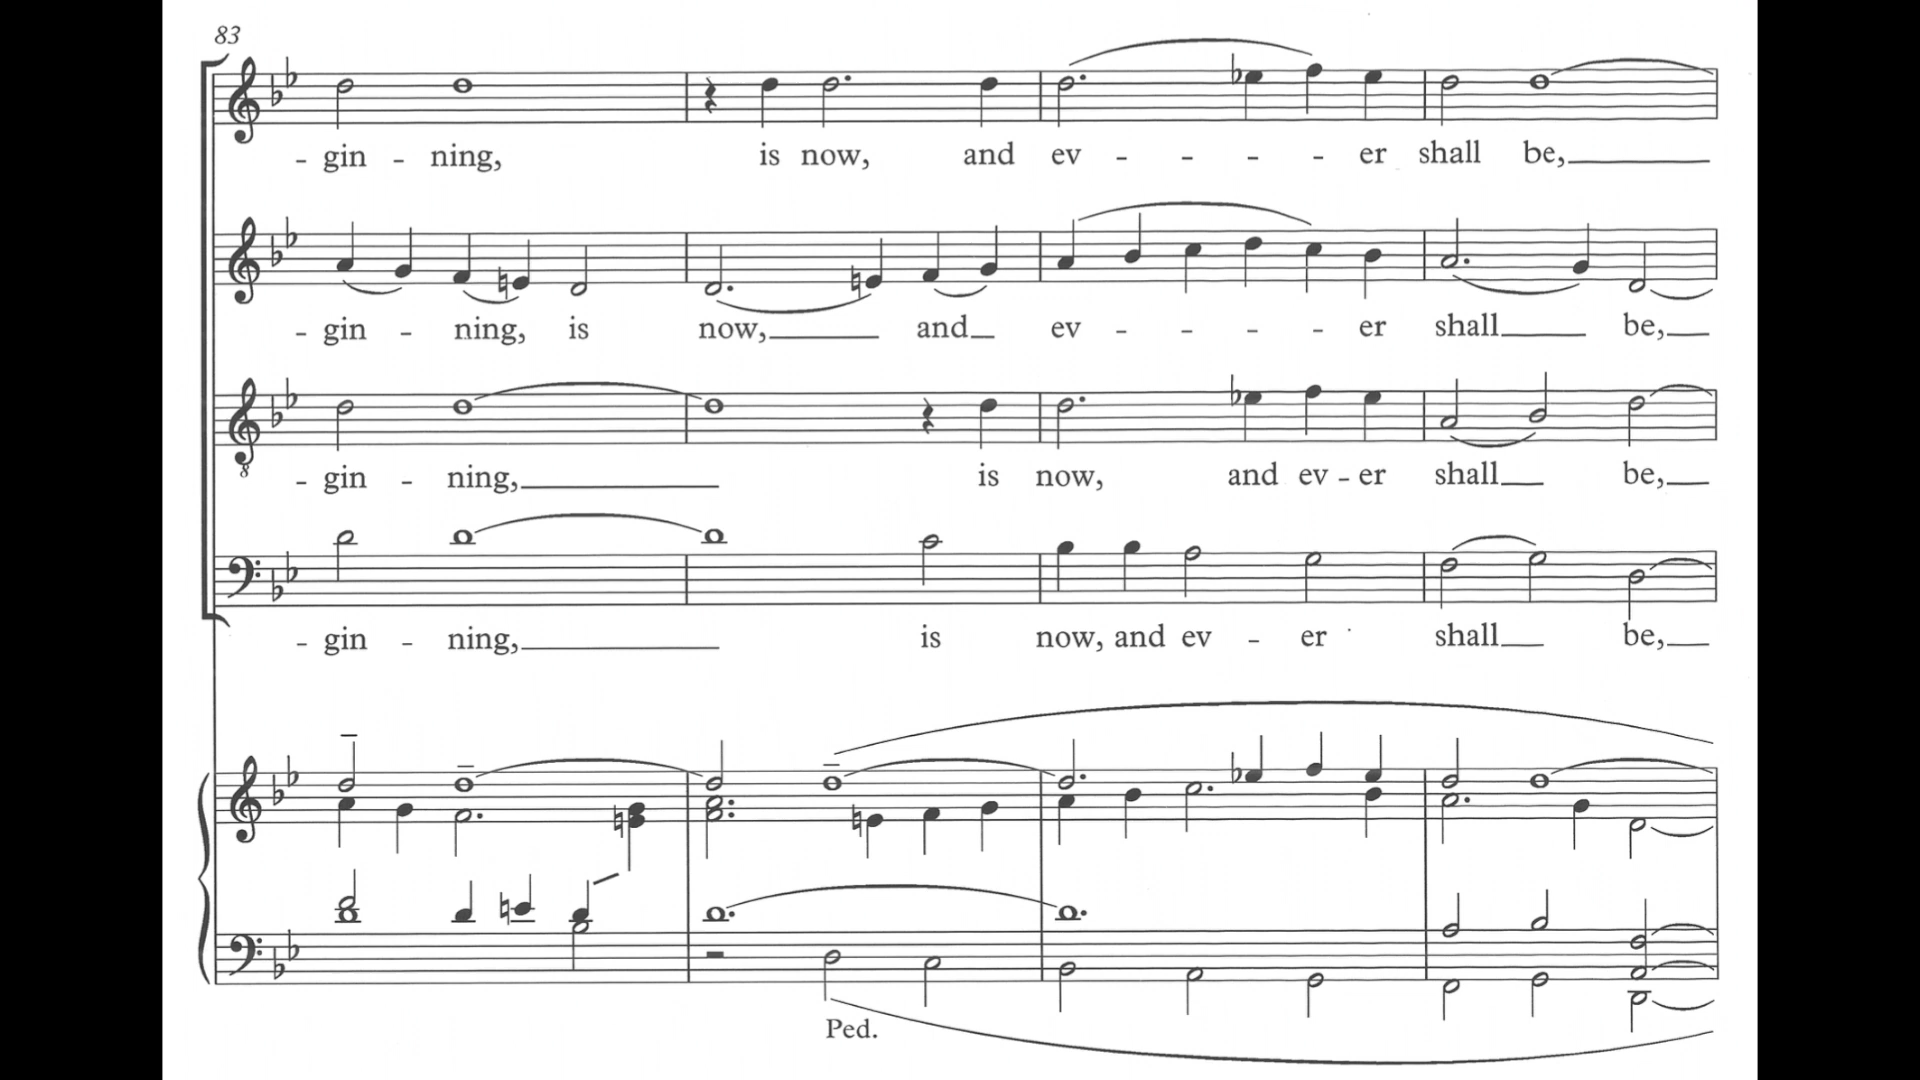 83
- gin - ning, is now, and ev - - - - er shall be,
- gin - ning, is now, and ev - - - - er shall be,
8
- gin - ning, is now, and ev - er shall be,
- gin - ning, is now, and ev - er shall be,
Ped.